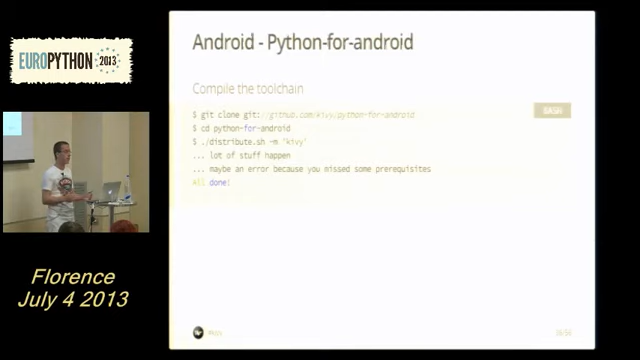 EUROPYTHON 2013
Florence
July 4 2013
Android - Python-for-android
Compile the toolchain
BASH
$ git clone git://github.com/kivy/python-for-android
$ cd python-for-android
$ ./distribute.sh -m "kivy"
... lot of stuff happen
... maybe an error because you missed some prerequisites
All done!